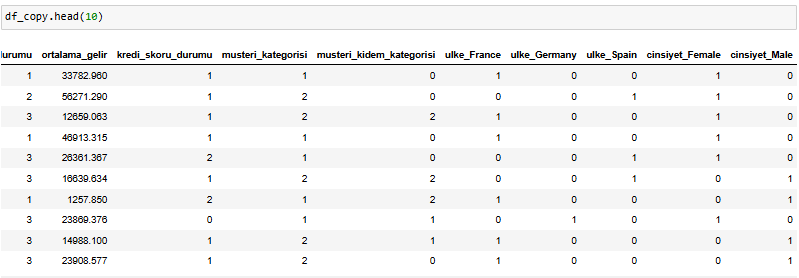 df_copy.head(10)
durumu ortalama_gelir kredi_skoru_durumu musteri_kategorisi musteri_kidem_kategorisi ulke_France ulke_Germany ulke_Spain cinsiyet_Female cinsiyet_Male
1 33782.960 1 1 0 1 0 0 1 0
2 56271.290 1 2 0 0 0 1 1 0
3 12659.063 1 2 2 1 0 0 1 0
1 46913.315 1 1 0 1 0 0 1 0
3 26361.367 2 1 0 0 0 1 1 0
3 16639.634 1 2 2 0 0 1 0 1
1 1257.850 2 1 2 1 0 0 0 1
3 23869.376 0 1 1 0 1 0 1 0
3 14988.100 1 2 1 1 0 0 0 1
3 23908.577 1 2 0 1 0 0 0 1